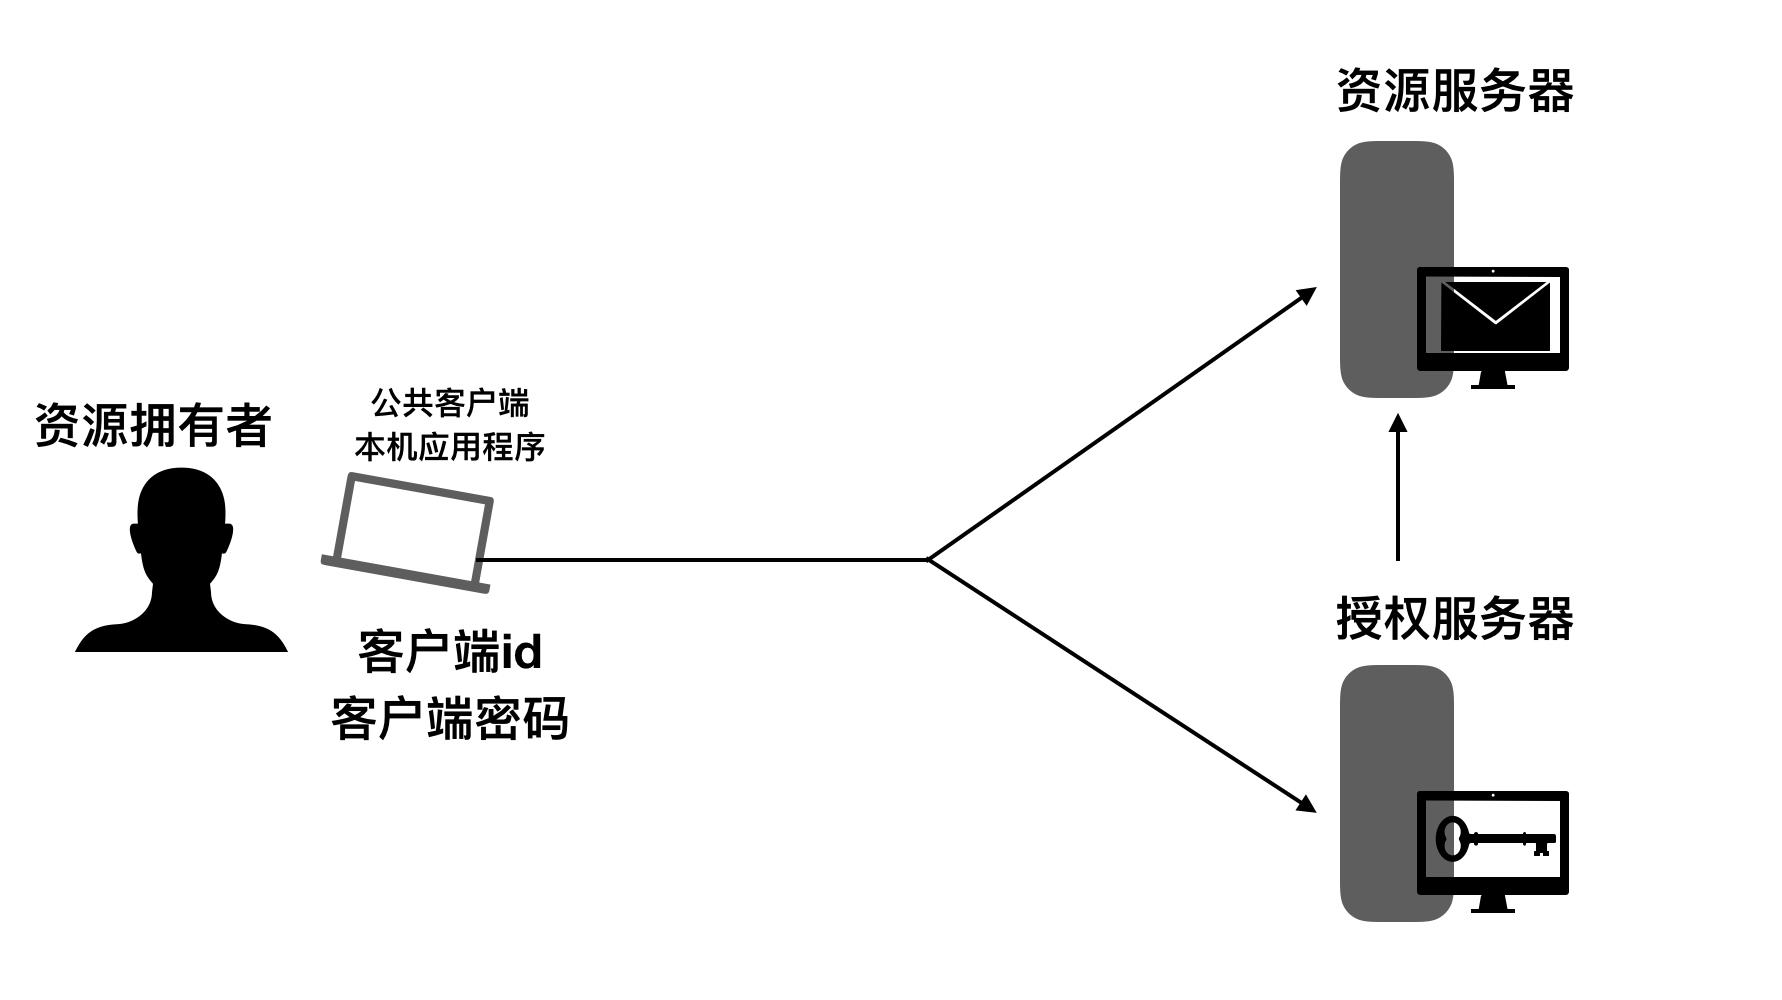 资源服务器
公共客户端
本机应用程序
资源拥有者
授权服务器
客户端id
客户端密码